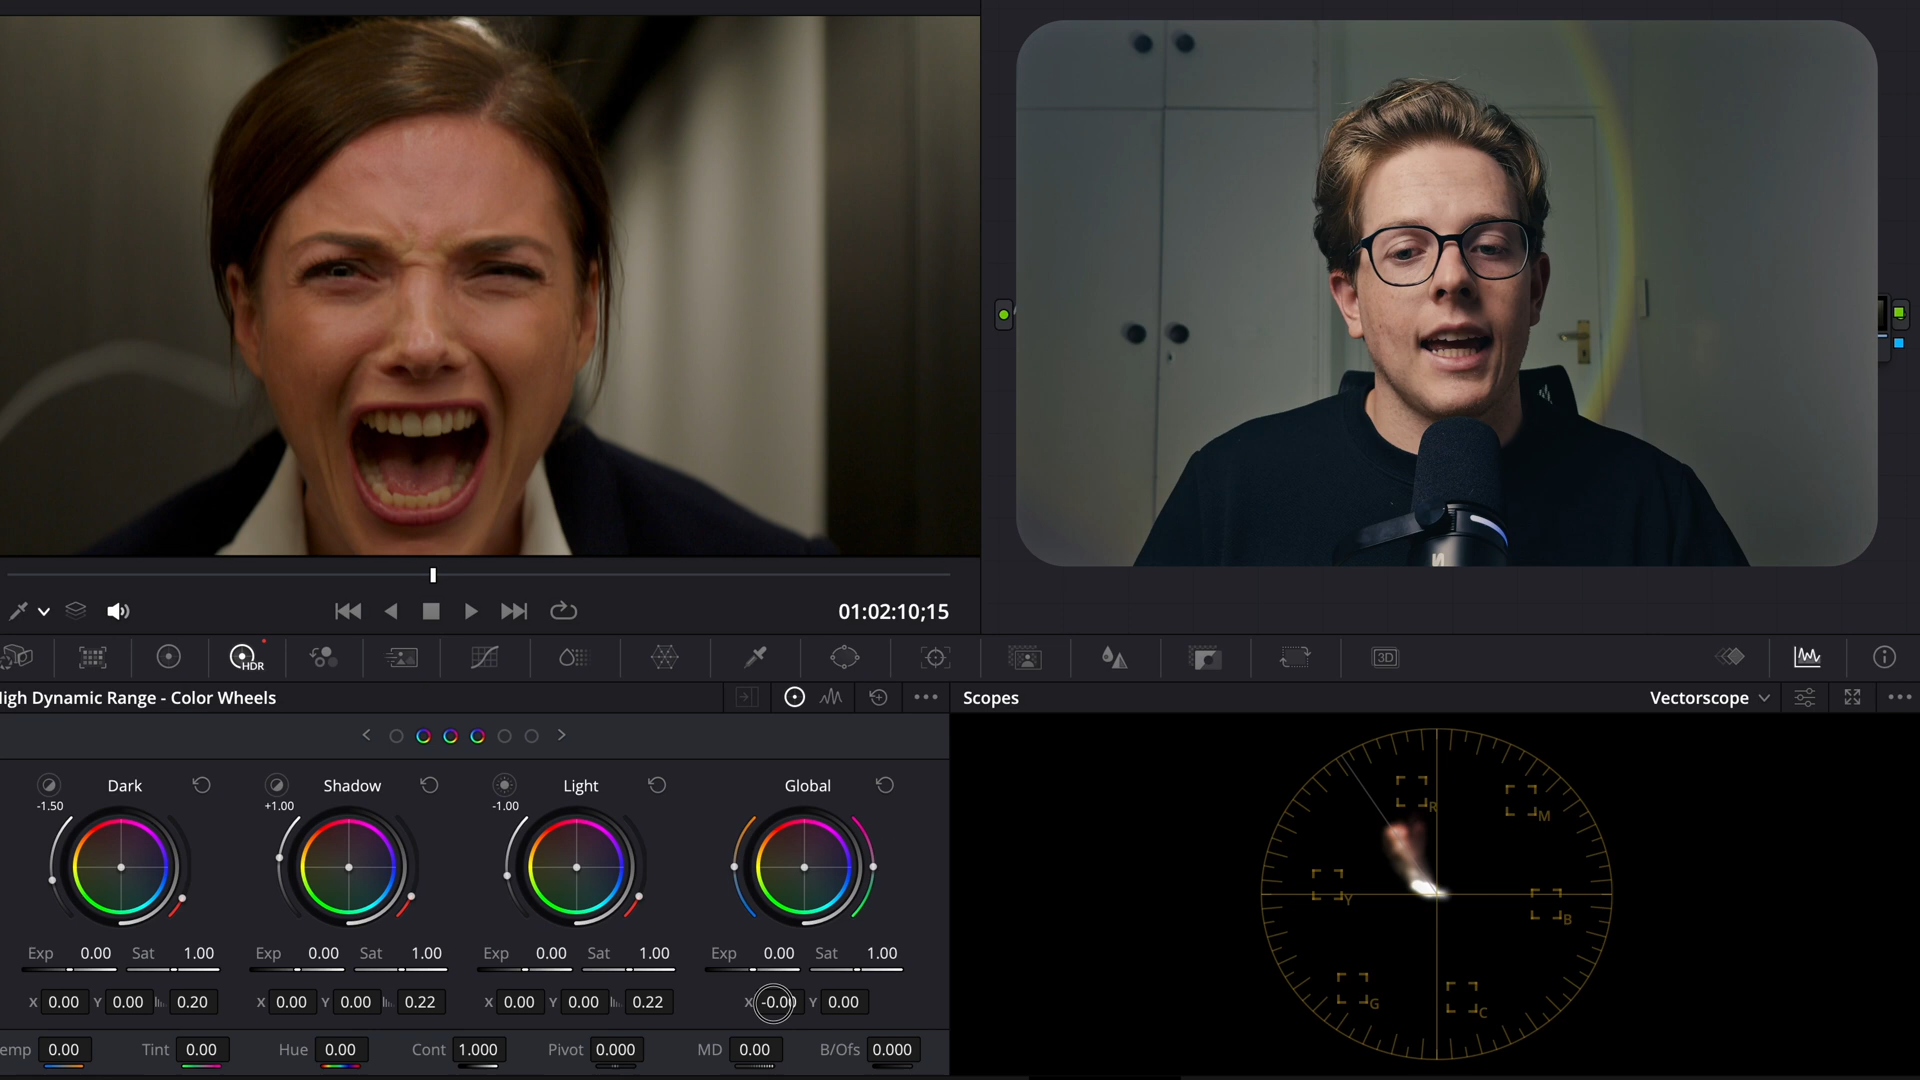 01:02:10;15
HDR
3D
High Dynamic Range - Color Wheels
Scopes
Vectorscope
Dark
Shadow
Light
Global
-1.50
+1.00
-1.00
Exp 0.00 Sat 1.00
Exp 0.00 Sat 1.00
Exp 0.00 Sat 1.00
Exp 0.00 Sat 1.00
X 0.00 Y 0.00 0.20
X 0.00 Y 0.00 0.22
X 0.00 Y 0.00 0.22
X -0.00 Y 0.00
emp 0.00 Tint 0.00 Hue 0.00 Cont 1.000 Pivot 0.000 MD 0.00 B/Ofs 0.000
R
M
Y
B
G
C